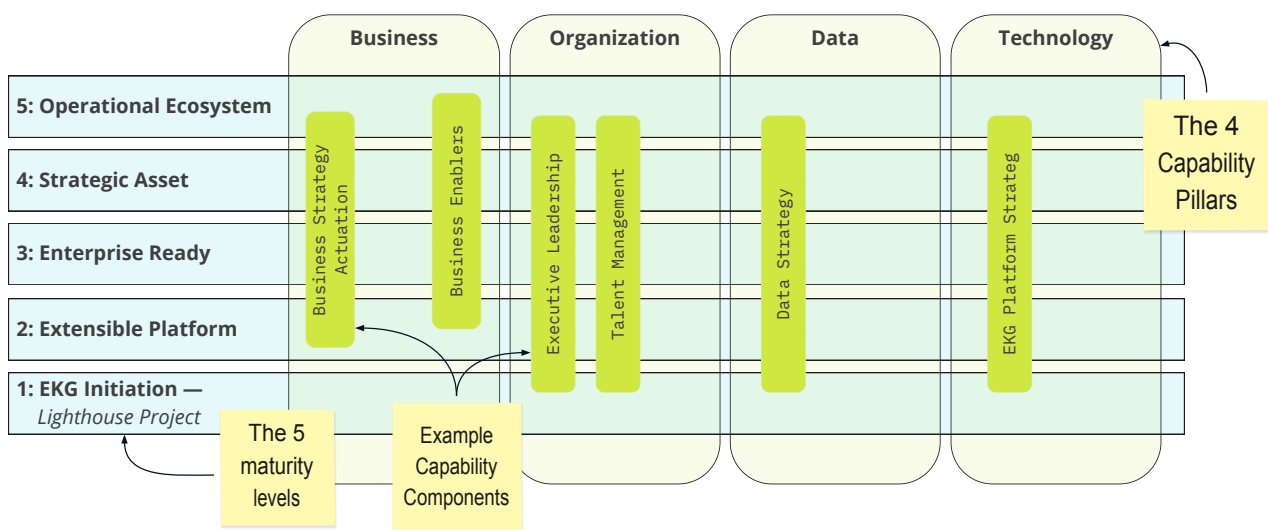 Business
Organization
Data
Technology
5: Operational Ecosystem
4: Strategic Asset
3: Enterprise Ready
2: Extensible Platform
1: EKG Initiation —
Lighthouse Project
Business Strategy
Actuation
Business Enablers
Executive Leadership
Talent Management
Data Strategy
EKG Platform Strateg
The 4
Capability
Pillars
The 5
maturity
levels
Example
Capability
Components